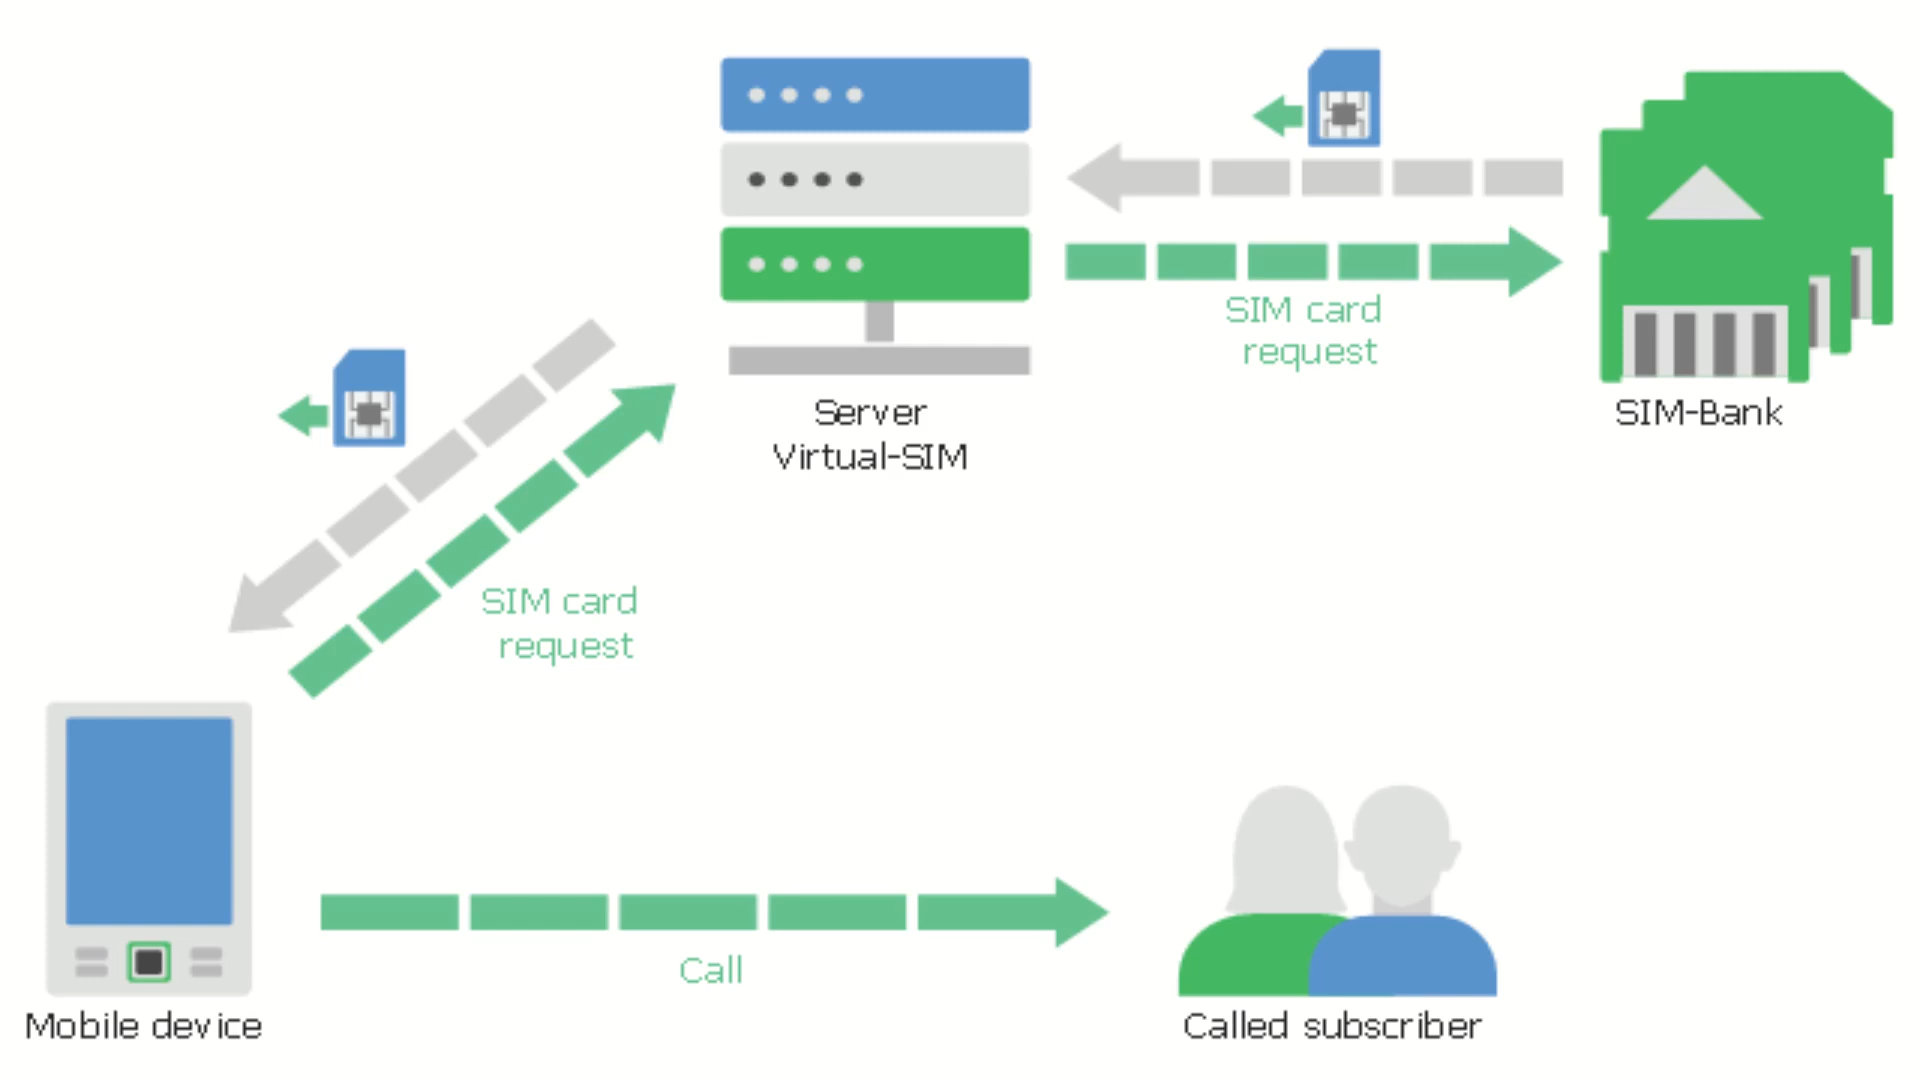 SIM card
request
Server
Virtual-SIM
SIM-Bank
SIM card
request
Call
Mobile device
Called subscriber